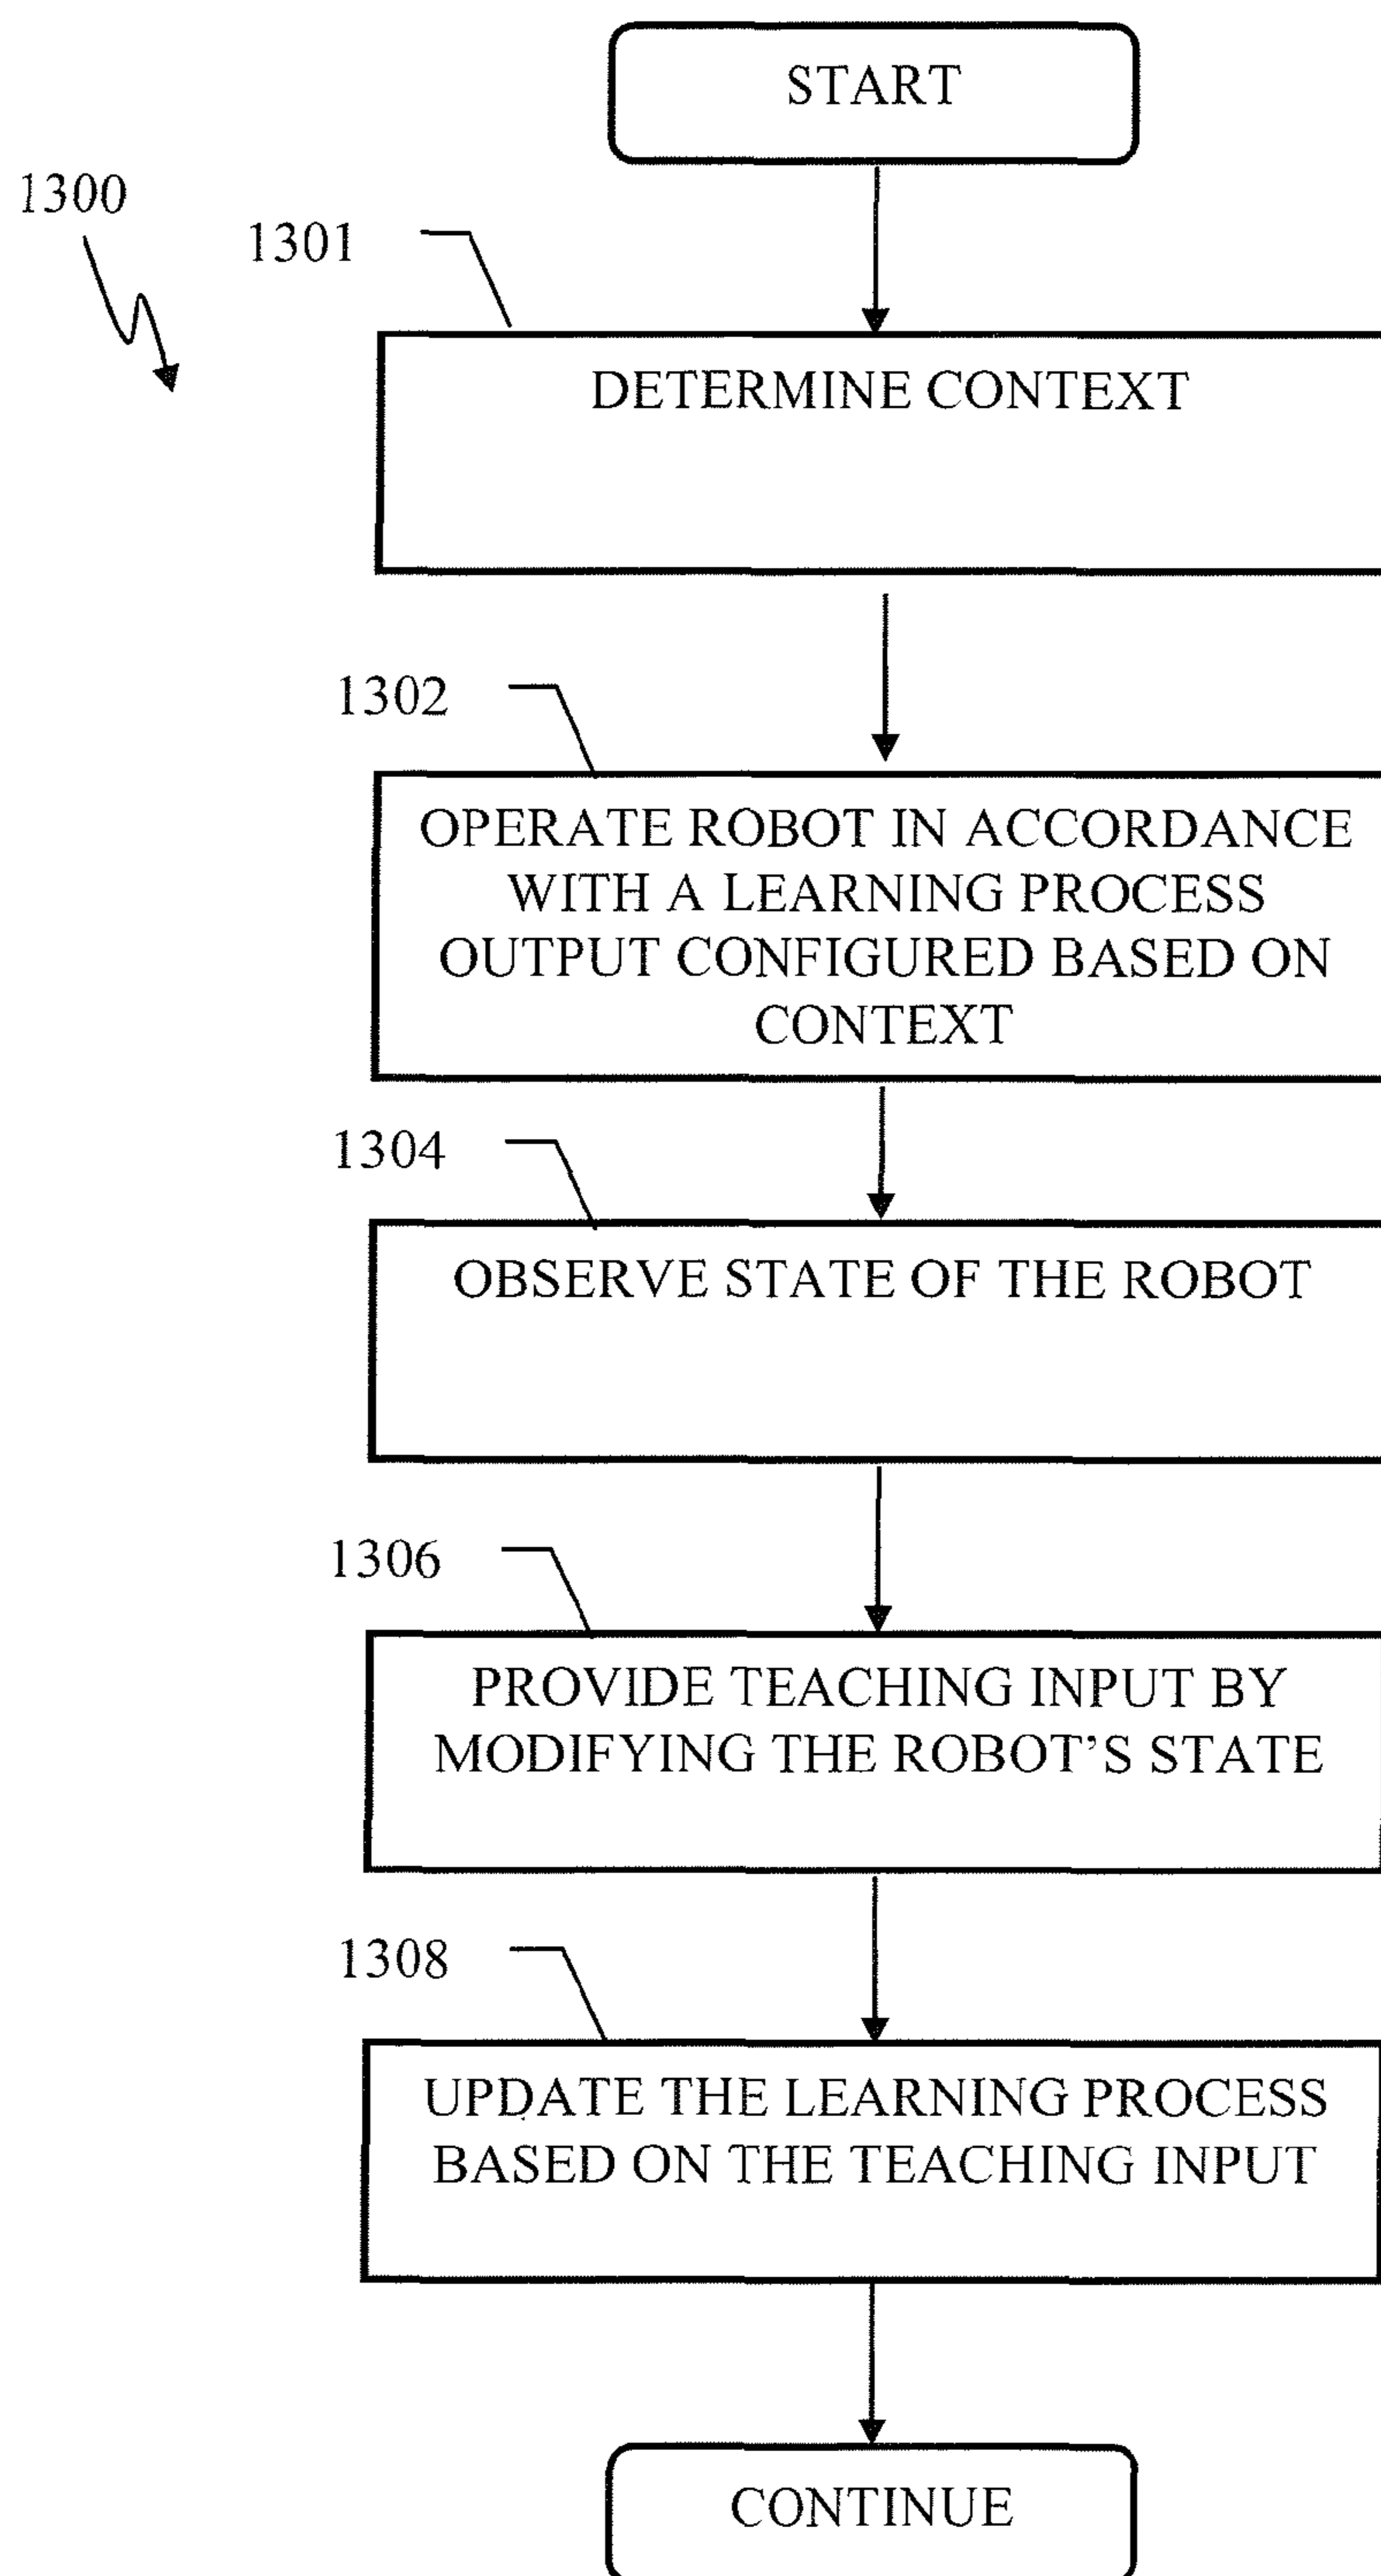 START
1300
1301
DETERMINE CONTEXT
1302
OPERATE ROBOT IN ACCORDANCE
WITH A LEARNING PROCESS
OUTPUT CONFIGURED BASED ON
CONTEXT
1304
OBSERVE STATE OF THE ROBOT
1306
PROVIDE TEACHING INPUT BY
MODIFYING THE ROBOT’S STATE
1308
UPDATE THE LEARNING PROCESS
BASED ON THE TEACHING INPUT
CONTINUE